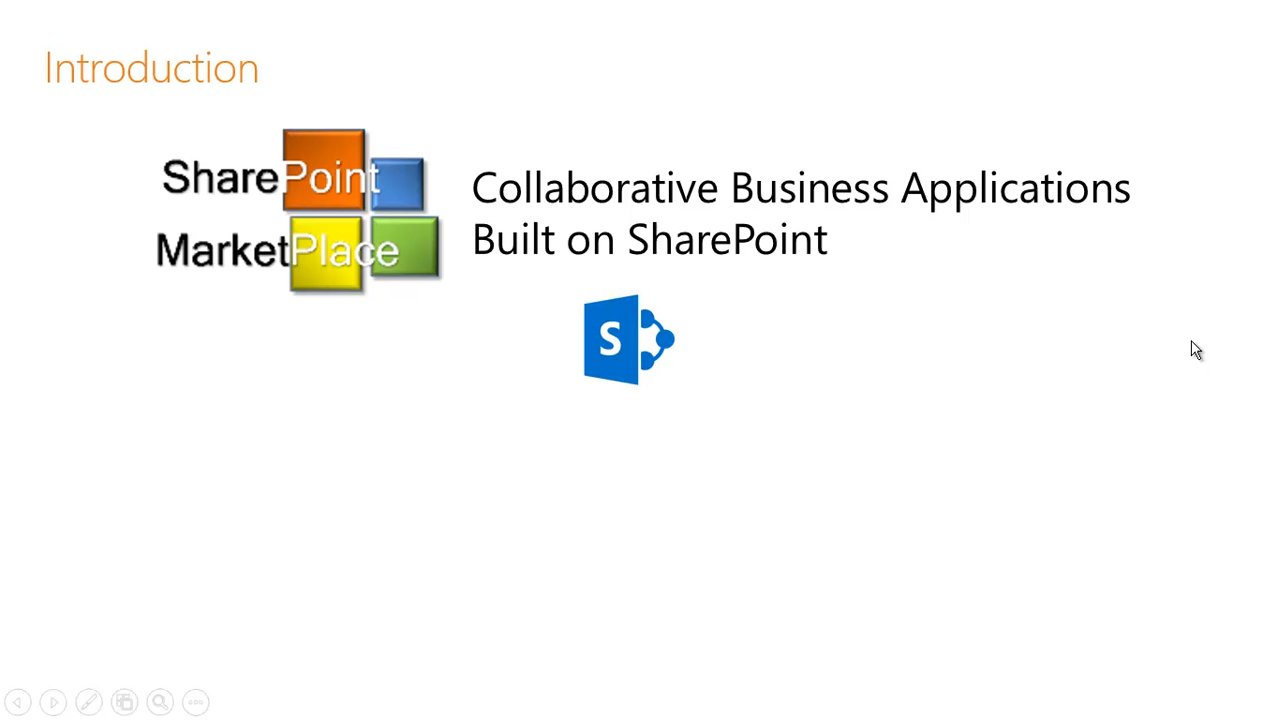 Introduction
SharePoint
MarketPlace
Collaborative Business Applications
Built on SharePoint
S